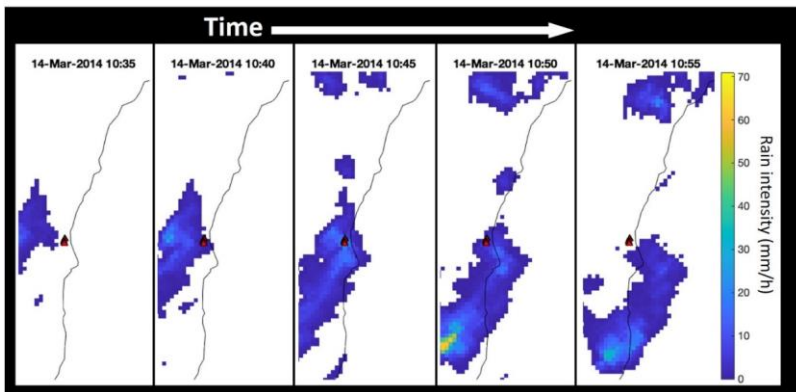 Time
14-Mar-2014 10:35
14-Mar-2014 10:40
14-Mar-2014 10:45
14-Mar-2014 10:50
14-Mar-2014 10:55
70
60
50
40
30
20
10
0
Rain intensity (mm/h)